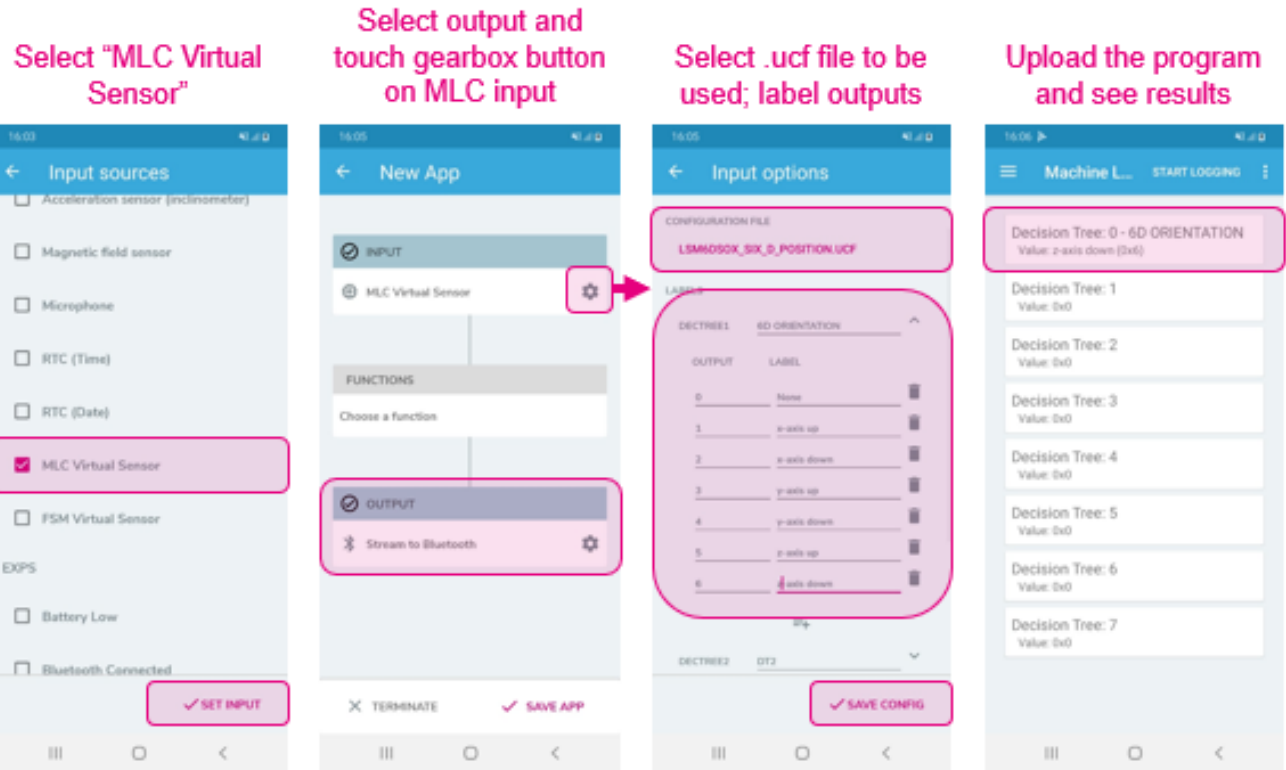 Select "MLC Virtual
Sensor"
Select output and
touch gearbox button
on MLC input
Select .ucf file to be
used; label outputs
Upload the program
and see results
16:03
Input sources
Acceleration sensor (inclinometer)
Magnetic field sensor
Microphone
RTC (Time)
RTC (Date)
MLC Virtual Sensor
FSM Virtual Sensor
EXPS
Battery Low
Bluetooth Connected
SET INPUT
16:05
New App
INPUT
MLC Virtual Sensor
FUNCTIONS
Choose a function
OUTPUT
Stream to Bluetooth
TERMINATE
SAVE APP
16:05
Input options
CONFIGURATION FILE
LSM6DSOX_SIX_D_POSITION.UCF
LABELS
DECTREE1 6D ORIENTATION
OUTPUT LABEL
0 None
1 x-axis up
2 x-axis down
3 y-axis up
4 y-axis down
5 z-axis up
6 z-axis down
DECTREE2 DT2
SAVE CONFIG
16:06
Machine L... START LOGGING
Decision Tree: 0 - 6D ORIENTATION
Value: z-axis down (0x6)
Decision Tree: 1
Value: 0x0
Decision Tree: 2
Value: 0x0
Decision Tree: 3
Value: 0x0
Decision Tree: 4
Value: 0x0
Decision Tree: 5
Value: 0x0
Decision Tree: 6
Value: 0x0
Decision Tree: 7
Value: 0x0